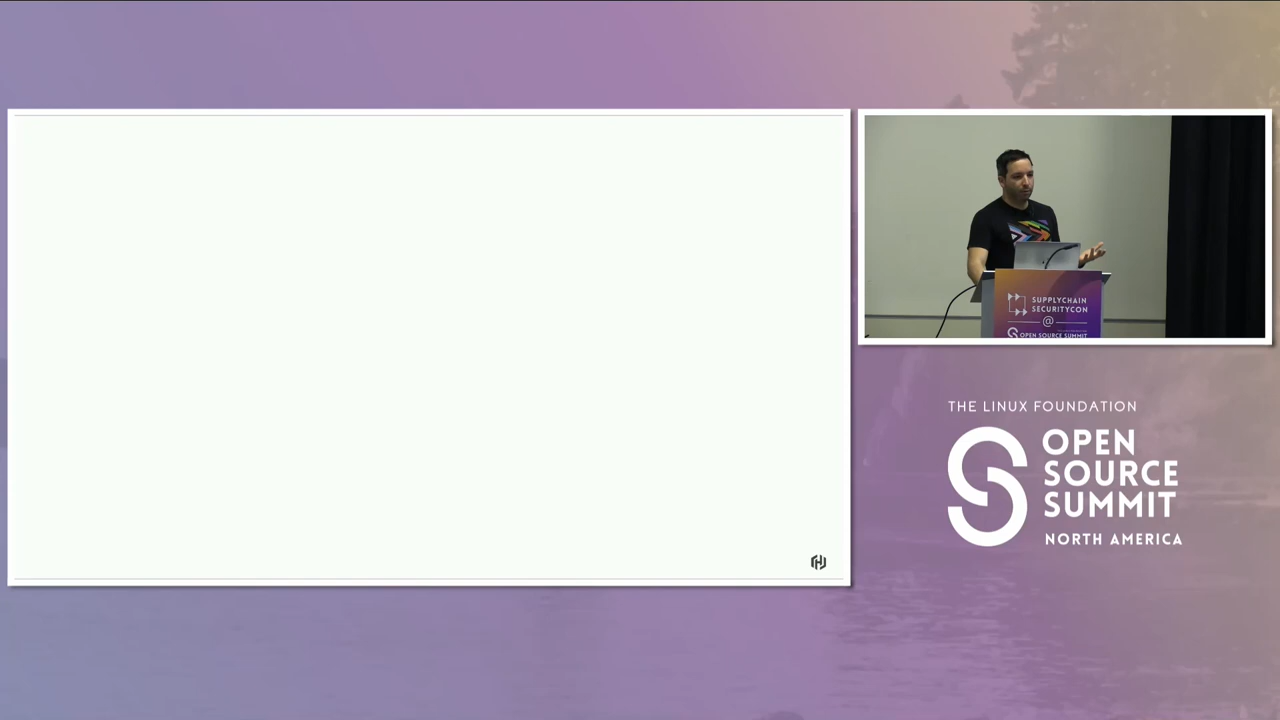 SUPPLYCHAIN
SECURITYCON
@
OPEN SOURCE SUMMIT
THE LINUX FOUNDATION
OPEN
SOURCE
SUMMIT
NORTH AMERICA